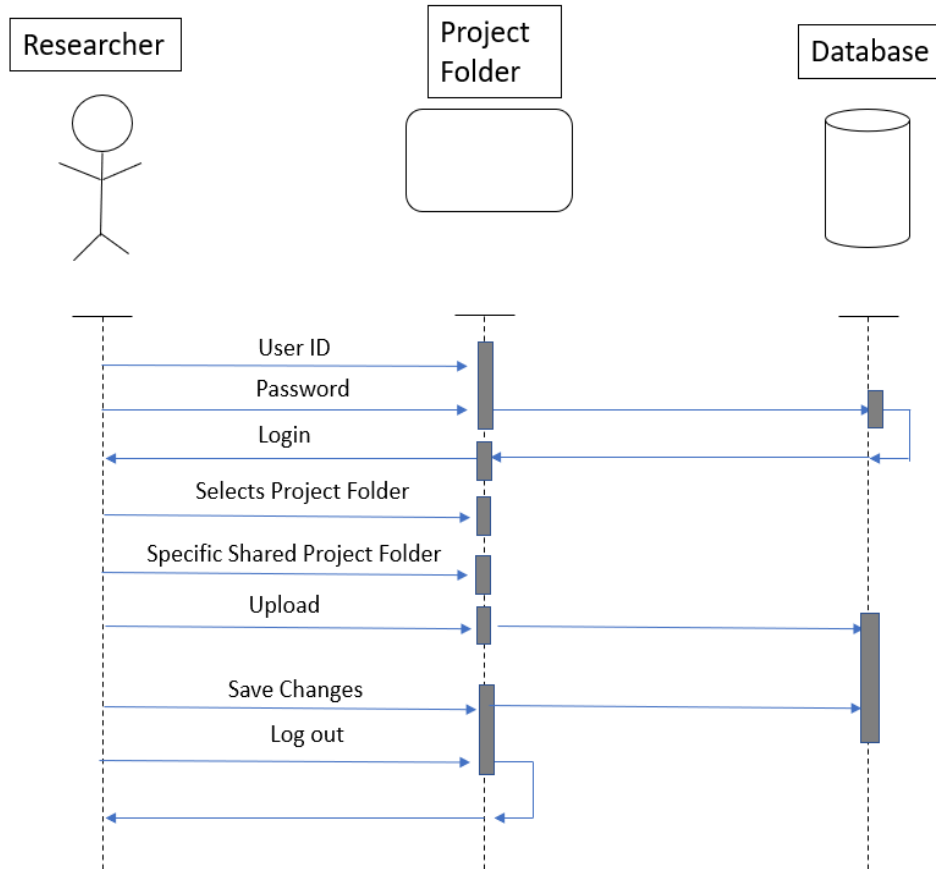 Researcher
Project
Folder
Database
User ID
Password
Login
Selects Project Folder
Specific Shared Project Folder
Upload
Save Changes
Log out